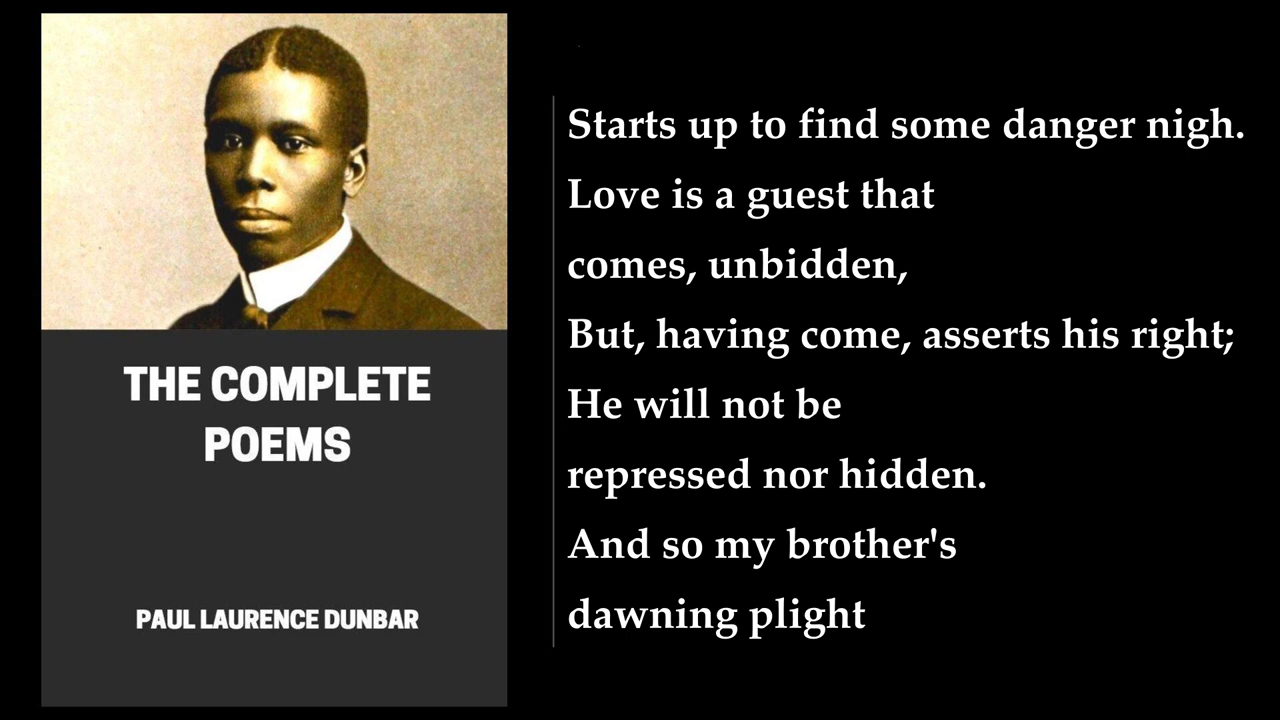 THE COMPLETE
POEMS
PAUL LAURENCE DUNBAR
Starts up to find some danger nigh.
Love is a guest that
comes, unbidden,
But, having come, asserts his right;
He will not be
repressed nor hidden.
And so my brother's
dawning plight